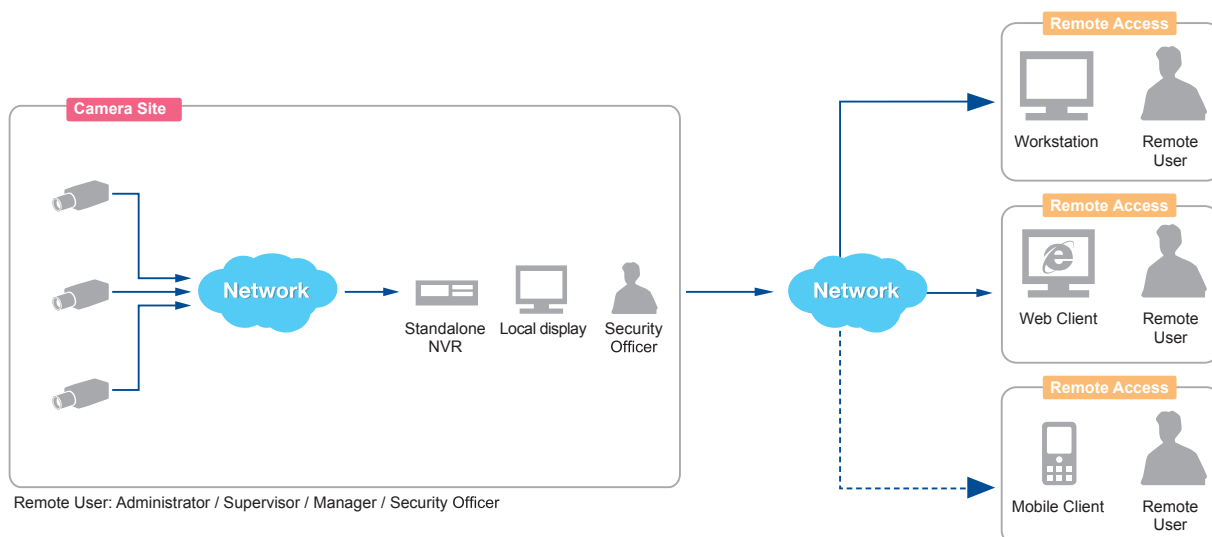 Camera Site
Network
Standalone
NVR
Local display
Security
Officer
Remote User: Administrator / Supervisor / Manager / Security Officer
Network
Remote Access
Workstation
Remote
User
Remote Access
e
Web Client
Remote
User
Remote Access
Mobile Client
Remote
User